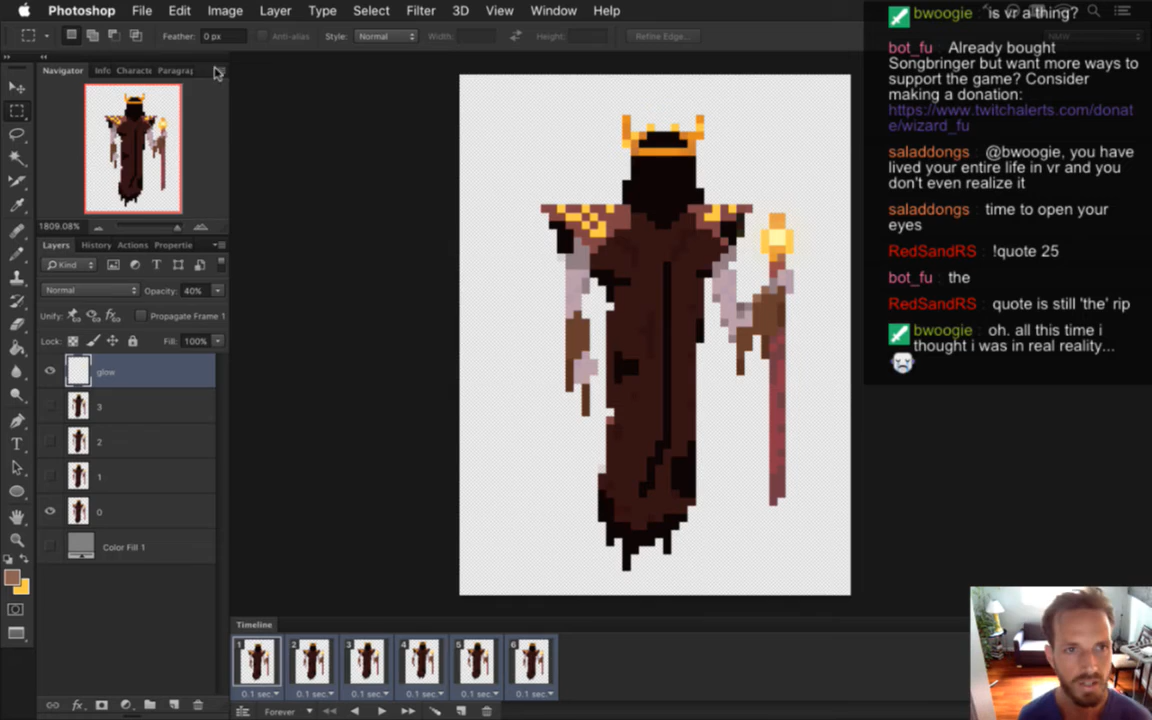 Photoshop File Edit Image Layer Type Select Filter 3D View Window Help
Feather: 0 px Anti-alias Style: Normal Width: Height: Refine Edge...
Navigator Info Characte Paragrap
1809.08%
Layers History Actions Propertie
Kind
Normal Opacity: 40%
Unify: Propagate Frame 1
Lock: Fill: 100%
glow
3
2
1
0
Color Fill 1
Timeline
1 2 3 4 5 6
0.1 sec. 0.1 sec. 0.1 sec. 0.1 sec. 0.1 sec. 0.1 sec.
Forever
bwoogie : is vr a thing?
bot_fu : Already bought
Songbringer but want more ways to
support the game? Consider
making a donation:
https://www.twitchalerts.com/donat
e/wizard_fu
saladdongs : @bwoogie, you have
lived your entire life in vr and you
don't even realize it
saladdongs : time to open your
eyes
RedSandRS : !quote 25
bot_fu : the
RedSandRS : quote is still 'the' rip
bwoogie : oh. all this time i
thought i was in real reality...